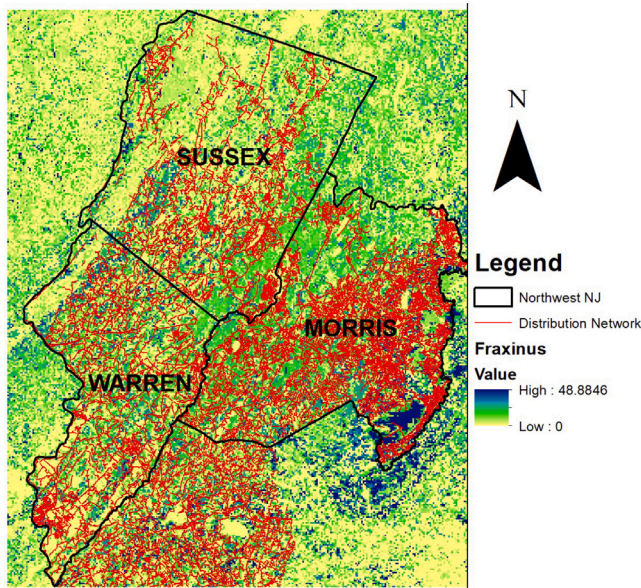 SUSSEX
MORRIS
WARREN
N
Legend
Northwest NJ
Distribution Network
Fraxinus
Value
High : 48.8846
Low : 0